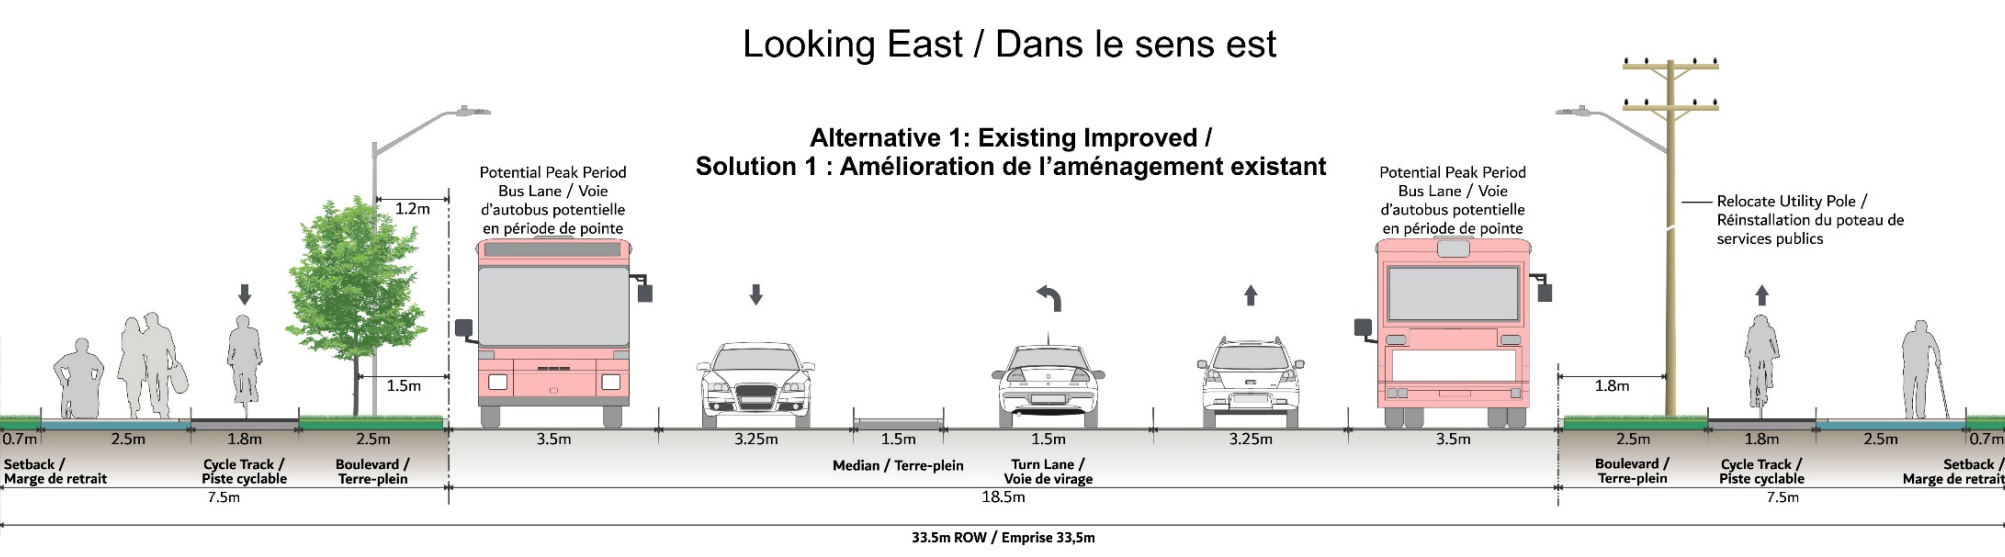 Looking East / Dans le sens est
Alternative 1: Existing Improved /
Solution 1 : Amélioration de l'aménagement existant
Potential Peak Period
Bus Lane / Voie
d'autobus potentielle
en période de pointe
Potential Peak Period
Bus Lane / Voie
d'autobus potentielle
en période de pointe
Relocate Utility Pole /
Réinstallation du poteau de
services publics
1.2m
1.5m
1.8m
0.7m 2.5m 1.8m 2.5m 3.5m 3.25m 1.5m 1.5m 3.25m 3.5m 2.5m 1.8m 2.5m 0.7m
Setback /
Marge de retrait
Cycle Track /
Piste cyclable
Boulevard /
Terre-plein
Median / Terre-plein
Turn Lane /
Voie de virage
Boulevard /
Terre-plein
Cycle Track /
Piste cyclable
Setback /
Marge de retrait
7.5m 18.5m 7.5m
33.5m ROW / Emprise 33,5m